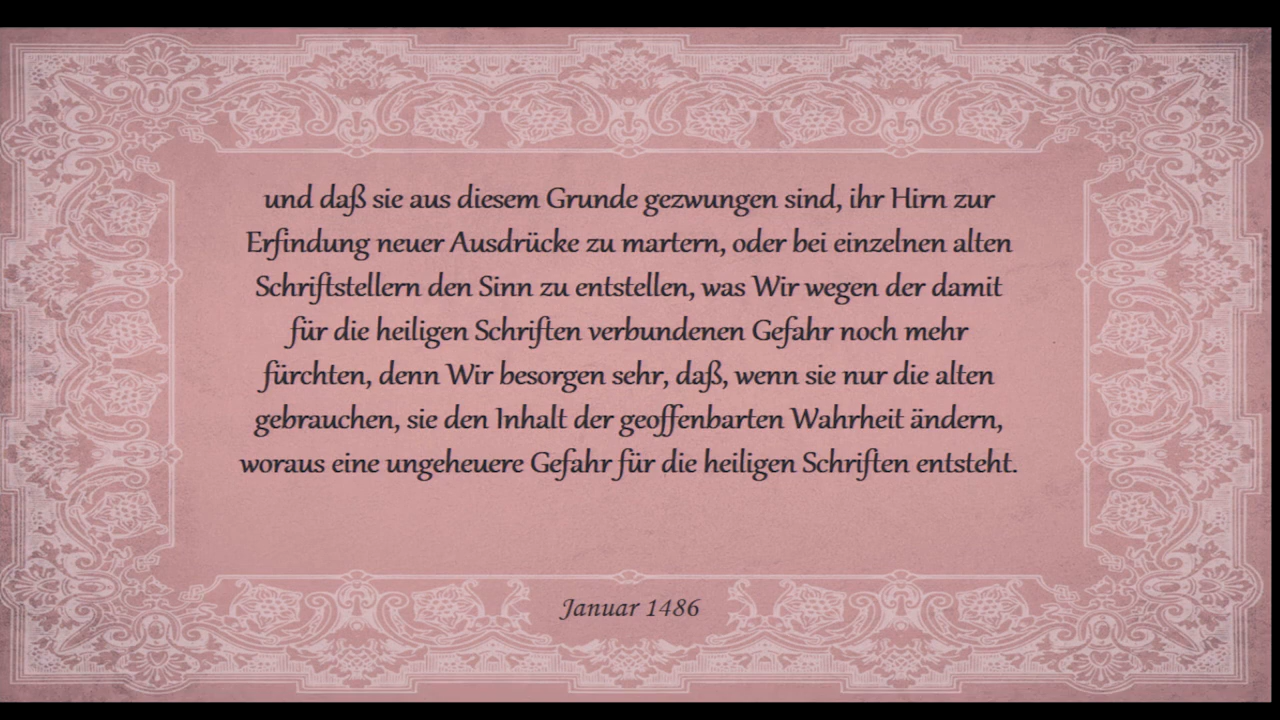 und daß sie aus diesem Grunde gezwungen sind, ihr Hirn zur
Erfindung neuer Ausdrücke zu martern, oder bei einzelnen alten
Schriftstellern den Sinn zu entstellen, was Wir wegen der damit
für die heiligen Schriften verbundenen Gefahr noch mehr
fürchten, denn Wir besorgen sehr, daß, wenn sie nur die alten
gebrauchen, sie den Inhalt der geoffenbarten Wahrheit ändern,
woraus eine ungeheuere Gefahr für die heiligen Schriften entsteht.
Januar 1486